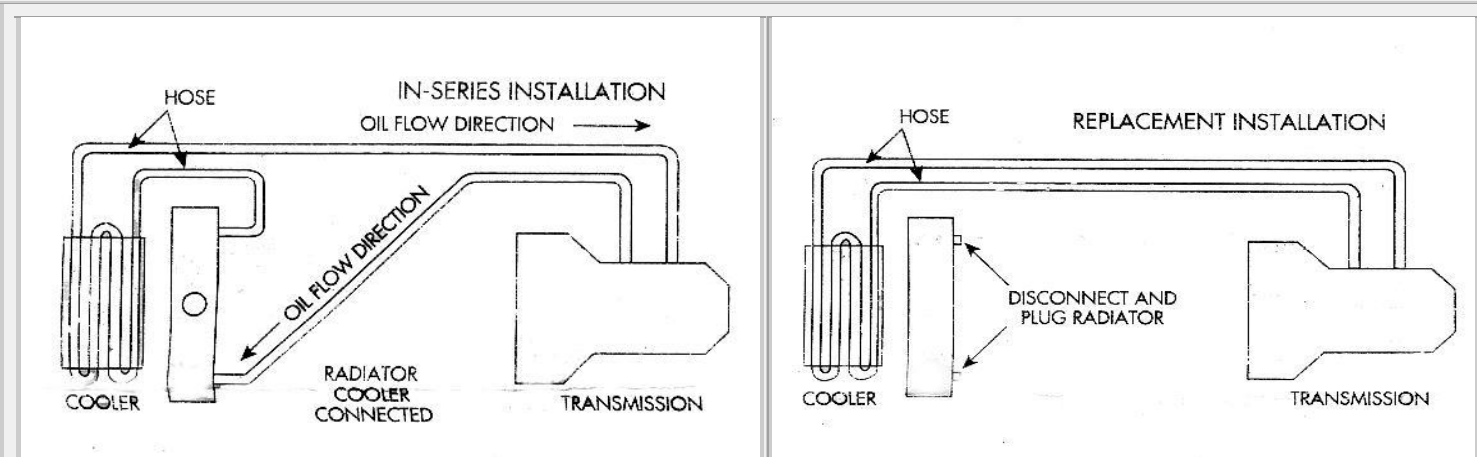 HOSE
IN-SERIES INSTALLATION
OIL FLOW DIRECTION
OIL FLOW DIRECTION
RADIATOR
COOLER
CONNECTED
COOLER
TRANSMISSION
HOSE
REPLACEMENT INSTALLATION
DISCONNECT AND
PLUG RADIATOR
COOLER
TRANSMISSION